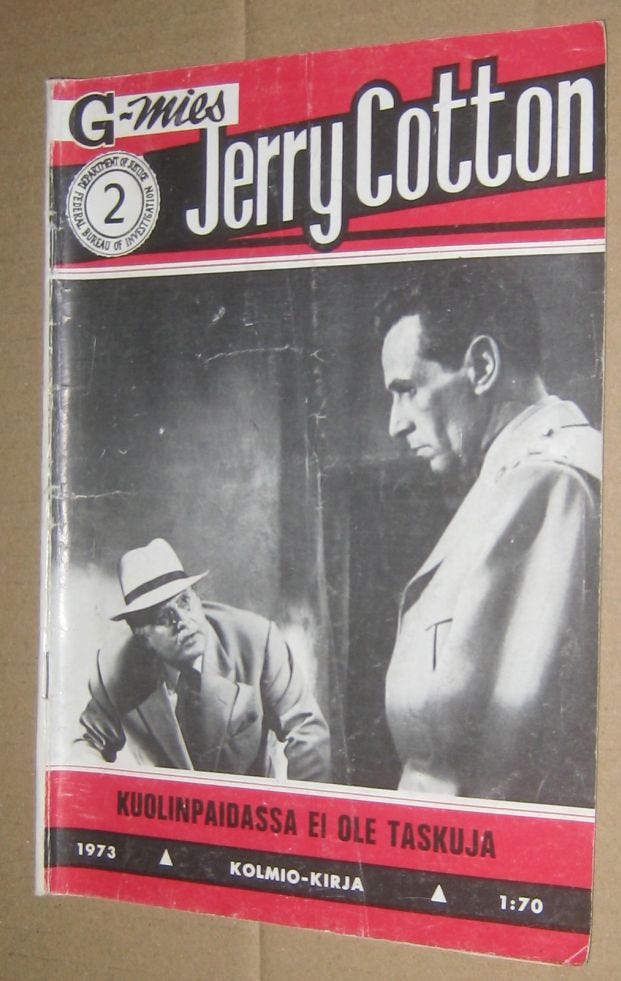 G-mies
Jerry Cotton
DEPARTMENT OF JUSTICE
2
FEDERAL BUREAU OF INVESTIGATION
KUOLINPAIDASSA EI OLE TASKUJA
1973 KOLMIO-KIRJA 1:70